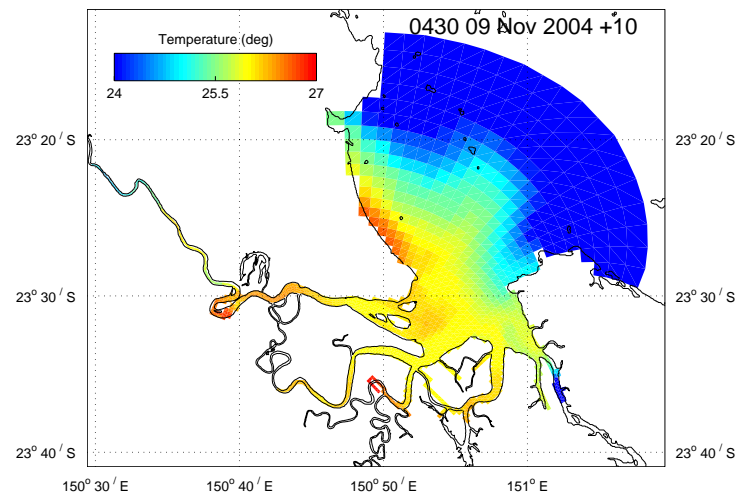 0430 09 Nov 2004 +10
Temperature (deg)
24 25.5 27
23° 20′ S 23° 20′ S
23° 30′ S 23° 30′ S
23° 40′ S 23° 40′ S
150° 30′ E 150° 40′ E 150° 50′ E 151° E